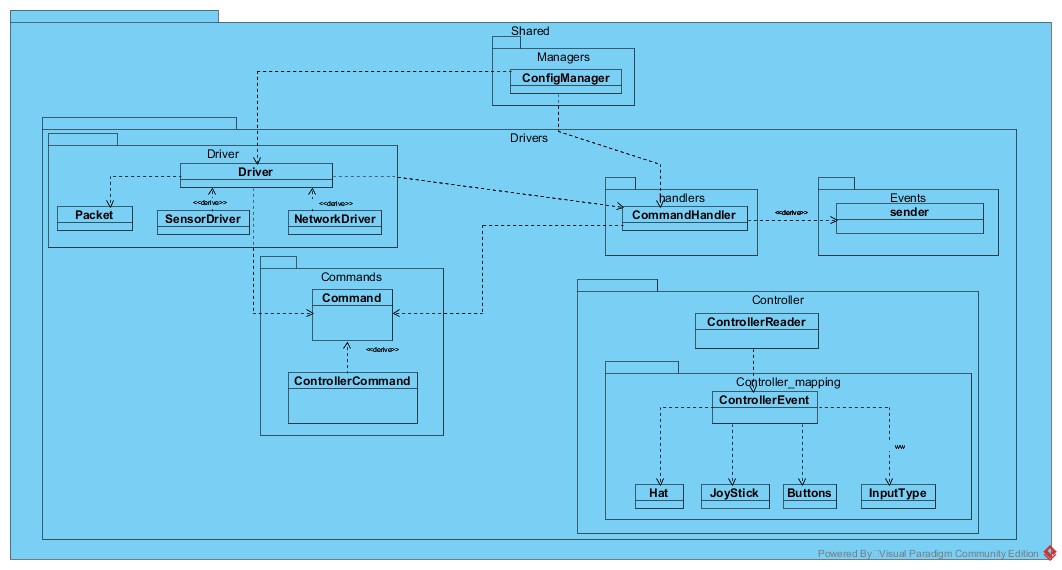 Shared
Managers
ConfigManager
Drivers
Driver
Driver
<<derive>>
<<derive>>
Packet
SensorDriver
NetworkDriver
handlers
CommandHandler
<<derive>>
Events
sender
Commands
Command
<<derive>>
ControllerCommand
Controller
ControllerReader
Controller_mapping
ControllerEvent
Hat
JoyStick
Buttons
InputType
Powered By Visual Paradigm Community Edition